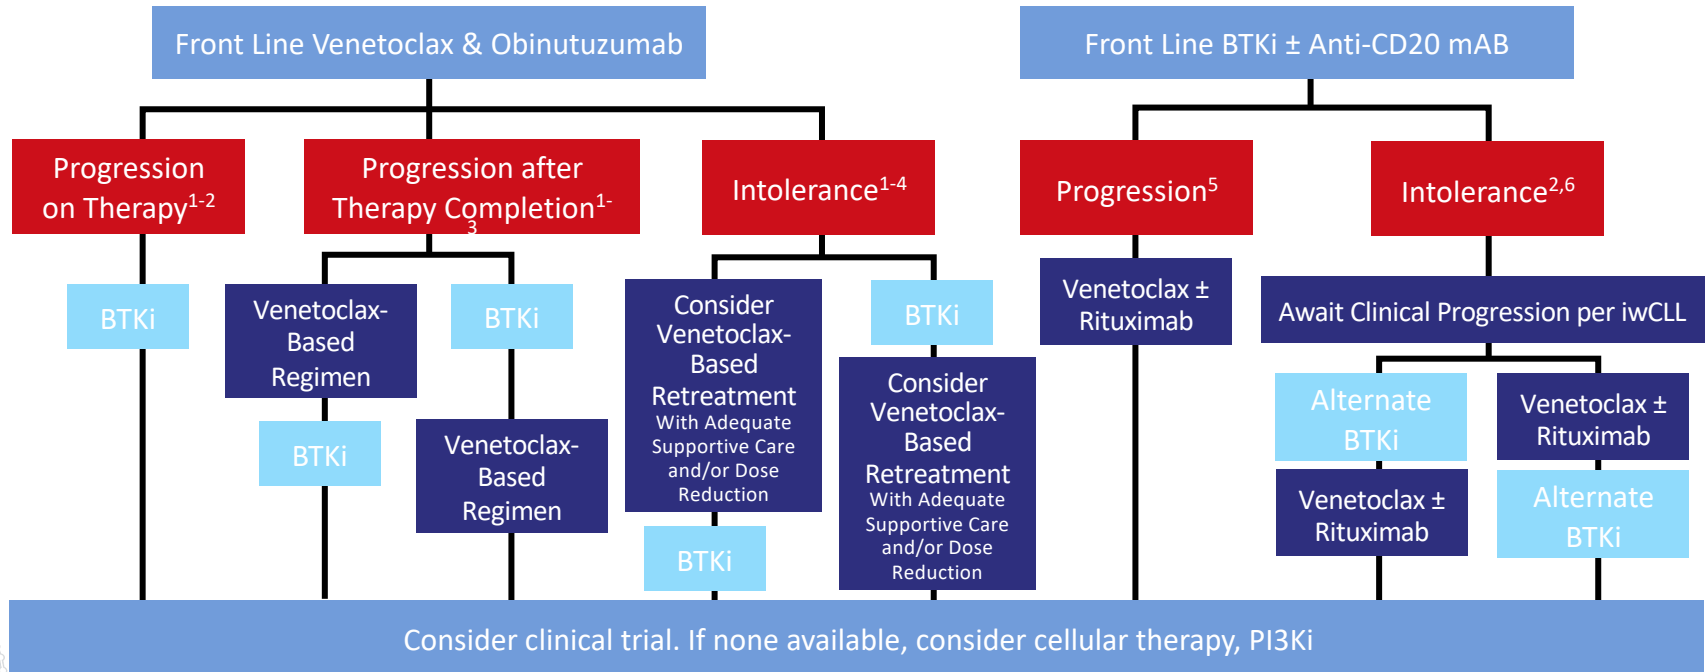 Front Line Venetoclax & Obinutuzumab
Front Line BTKi ± Anti-CD20 mAB
Progression
on Therapy1-2
Progression after
Therapy Completion1-
3
Intolerance1-4
Progression5
Intolerance2,6
BTKi
Venetoclax-
Based
Regimen
BTKi
BTKi
Venetoclax-
Based
Regimen
Consider
Venetoclax-
Based
Retreatment
With Adequate
Supportive Care
and/or Dose
Reduction
BTKi
BTKi
Consider
Venetoclax-
Based
Retreatment
With Adequate
Supportive Care
and/or Dose
Reduction
Venetoclax ±
Rituximab
Await Clinical Progression per iwCLL
Alternate
BTKi
Venetoclax ±
Rituximab
Venetoclax ±
Rituximab
Alternate
BTKi
Consider clinical trial. If none available, consider cellular therapy, PI3Ki